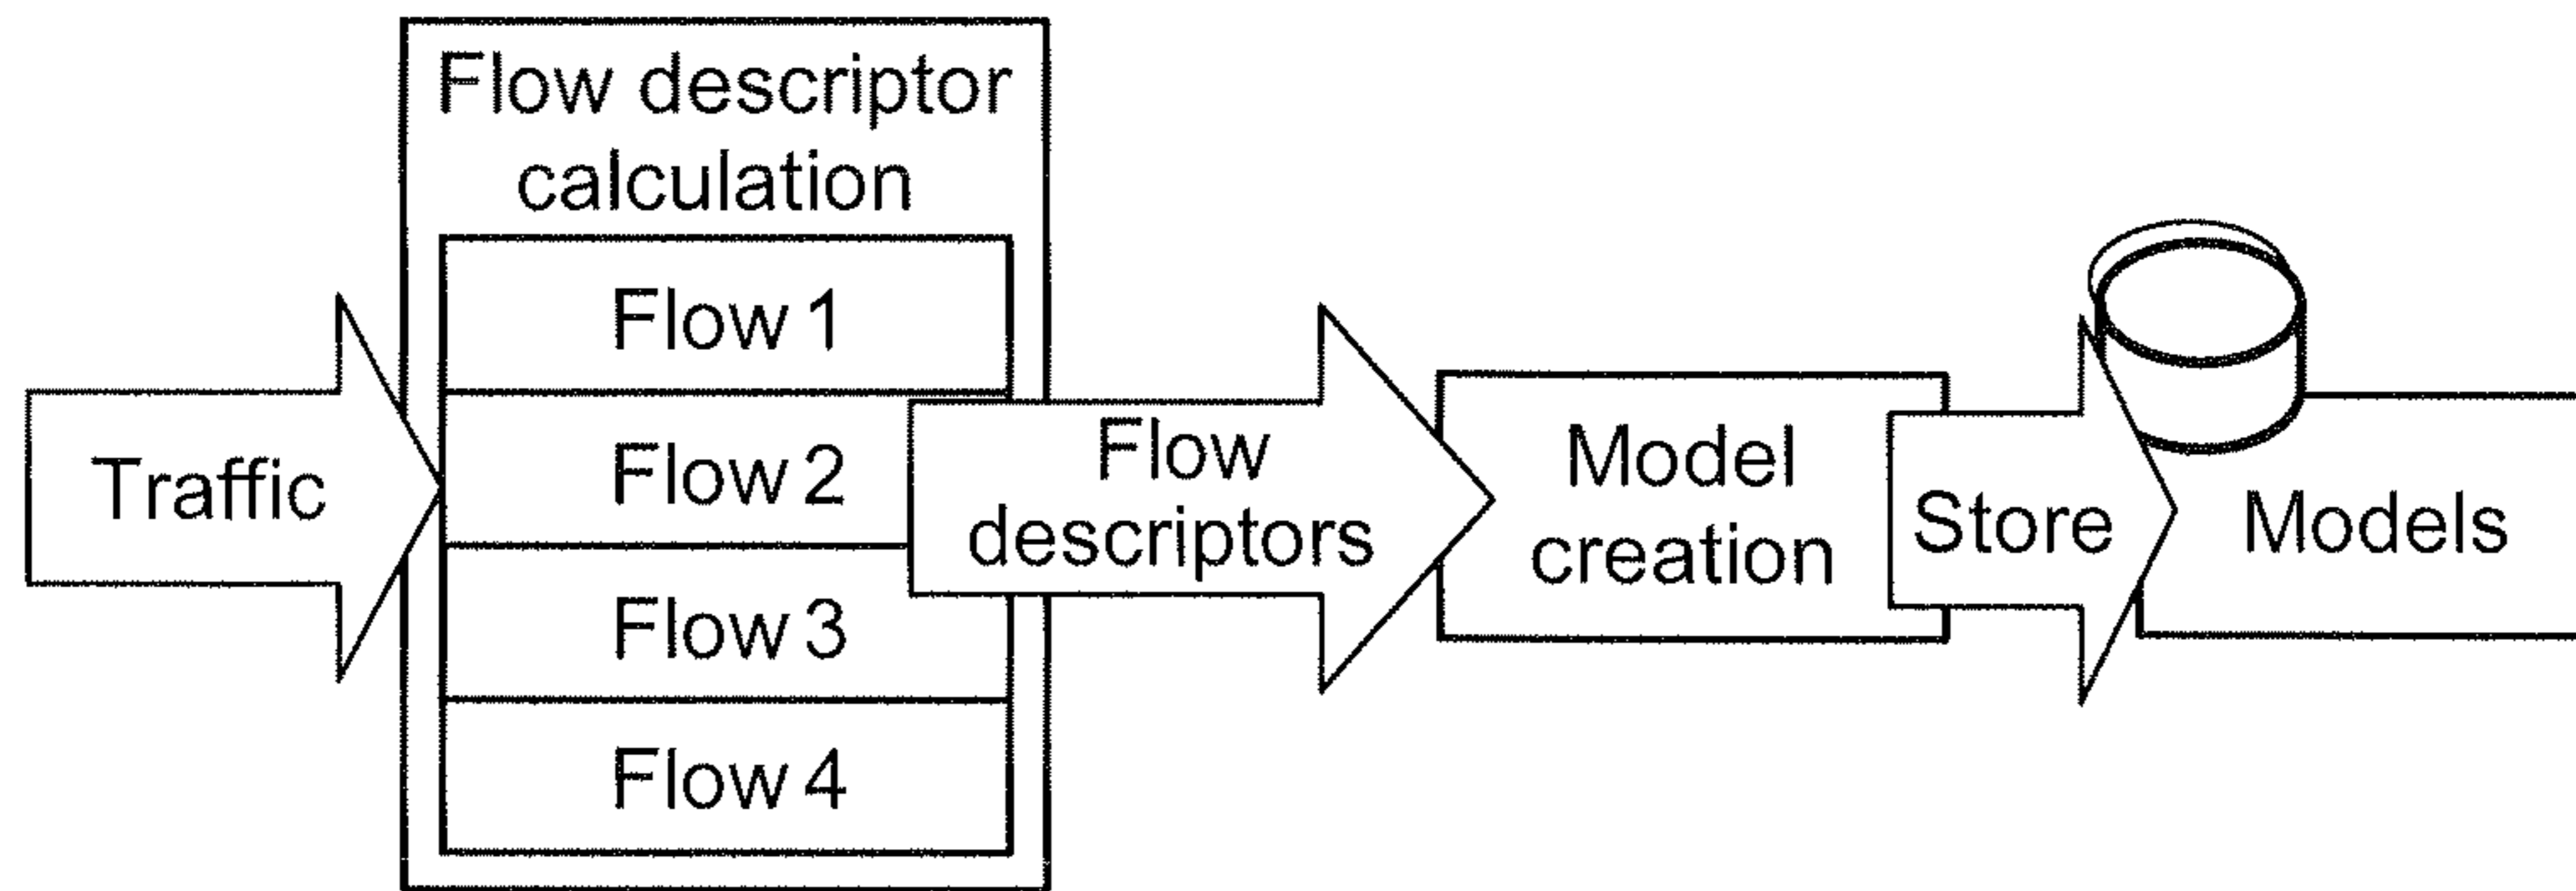 Flow descriptor
calculation
Flow 1
Flow 2
Flow 3
Flow 4
Traffic
Flow
descriptors
Model
creation
Store
Models